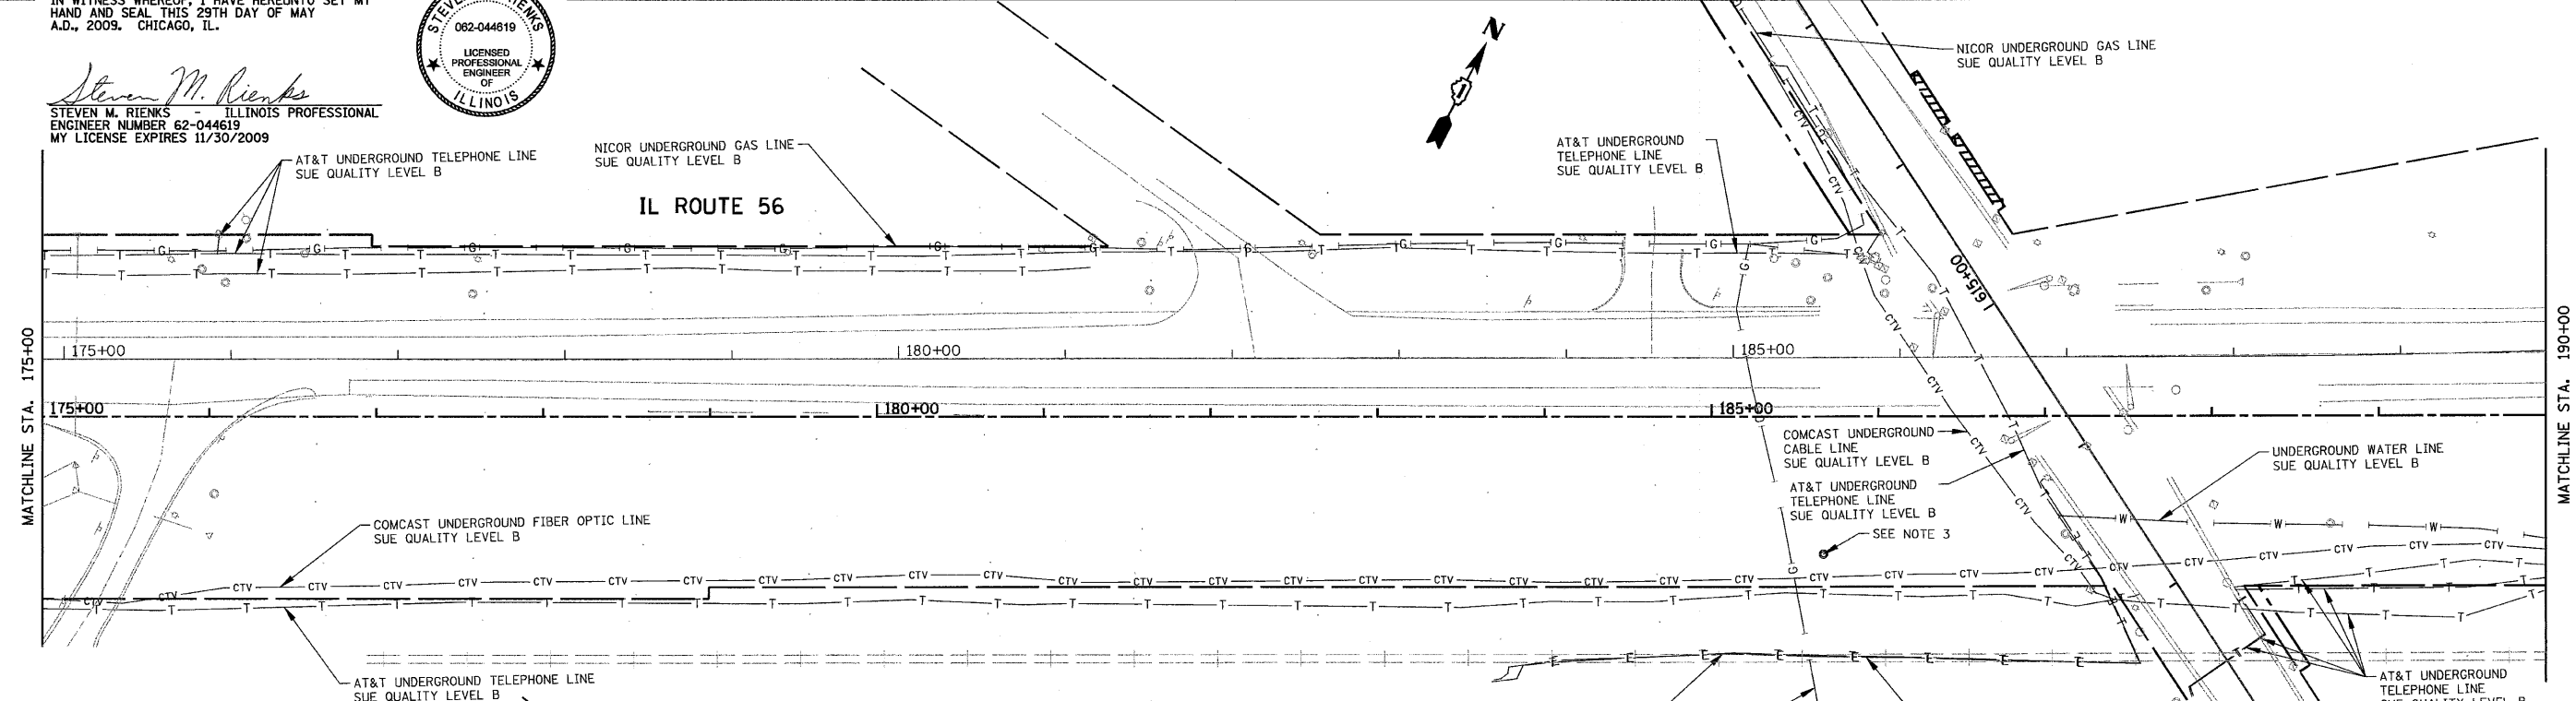 IN WITNESS WHEREOF, I HAVE HEREUNTO SET MY
HAND AND SEAL THIS 29TH DAY OF MAY
A.D., 2009. CHICAGO, IL.
Steven M. Rienks
STEVEN M. RIENKS - ILLINOIS PROFESSIONAL
ENGINEER NUMBER 62-044619
MY LICENSE EXPIRES 11/30/2009
RIENKS
062-044619
LICENSED
PROFESSIONAL
ENGINEER
OF
ILLINOIS
N
NICOR UNDERGROUND GAS LINE
SUE QUALITY LEVEL B
AT&T UNDERGROUND TELEPHONE LINE
SUE QUALITY LEVEL B
NICOR UNDERGROUND GAS LINE
SUE QUALITY LEVEL B
AT&T UNDERGROUND
TELEPHONE LINE
SUE QUALITY LEVEL B
IL ROUTE 56
615+00
MATCHLINE STA. 175+00
175+00
180+00
185+00
MATCHLINE STA. 190+00
175+00
180+00
185+00
COMCAST UNDERGROUND
CABLE LINE
SUE QUALITY LEVEL B
AT&T UNDERGROUND
TELEPHONE LINE
SUE QUALITY LEVEL B
SEE NOTE 3
UNDERGROUND WATER LINE
SUE QUALITY LEVEL B
COMCAST UNDERGROUND FIBER OPTIC LINE
SUE QUALITY LEVEL B
AT&T UNDERGROUND TELEPHONE LINE
SUE QUALITY LEVEL B
AT&T UNDERGROUND
TELEPHONE LINE
SUE QUALITY LEVEL B